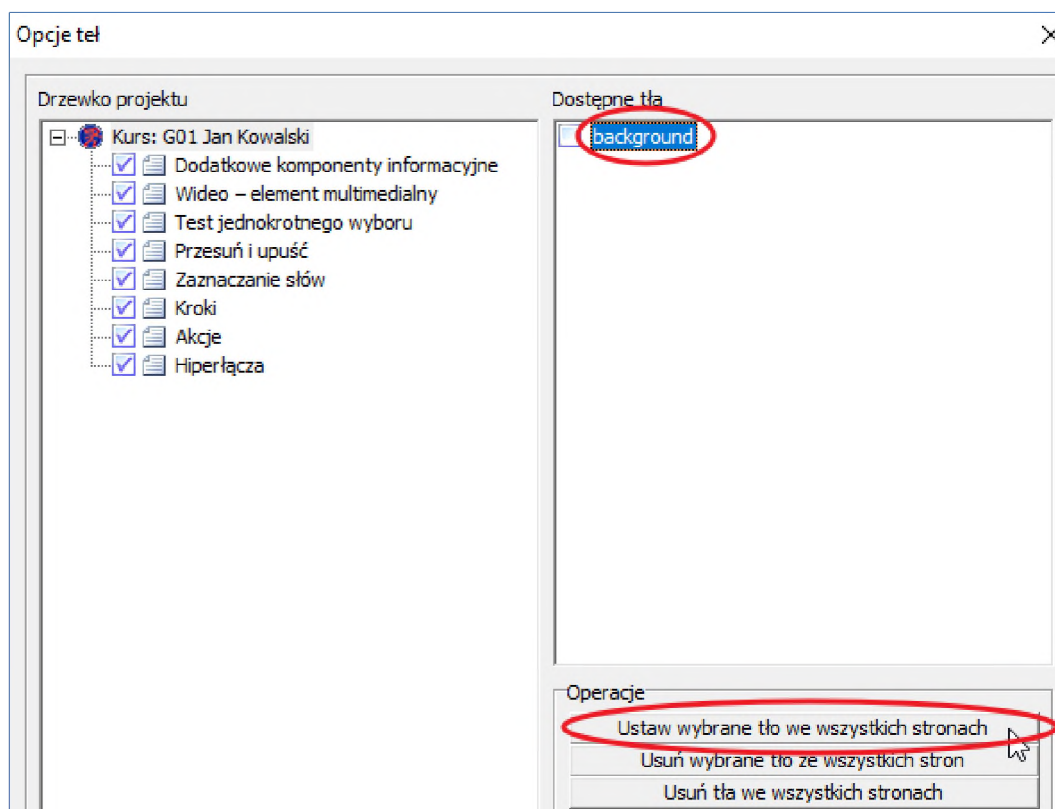 Opcje teł
Drzewko projektu
Kurs: G01 Jan Kowalski
Dodatkowe komponenty informacyjne
Wideo – element multimedialny
Test jednokrotnego wyboru
Przesuń i upuść
Zaznaczanie słów
Kroki
Akcje
Hiperłącza
Dostępne tła
background
Operacje
Ustaw wybrane tło we wszystkich stronach
Usuń wybrane tło ze wszystkich stron
Usuń tła we wszystkich stronach